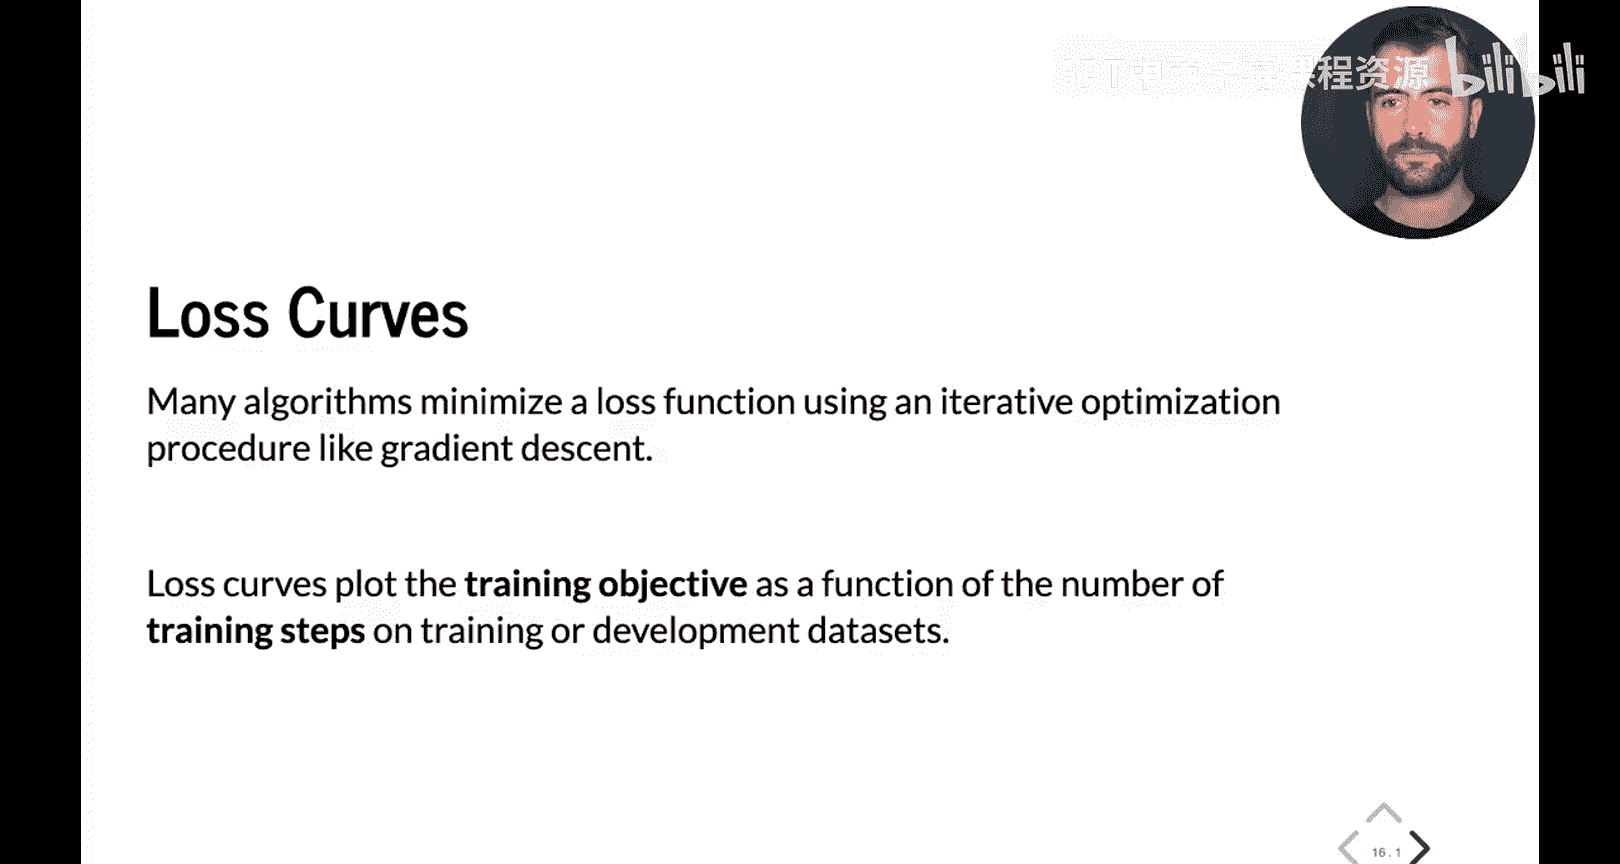 课程资源 bilibili
Loss Curves
Many algorithms minimize a loss function using an iterative optimization
procedure like gradient descent.
Loss curves plot the training objective as a function of the number of
training steps on training or development datasets.
16.1